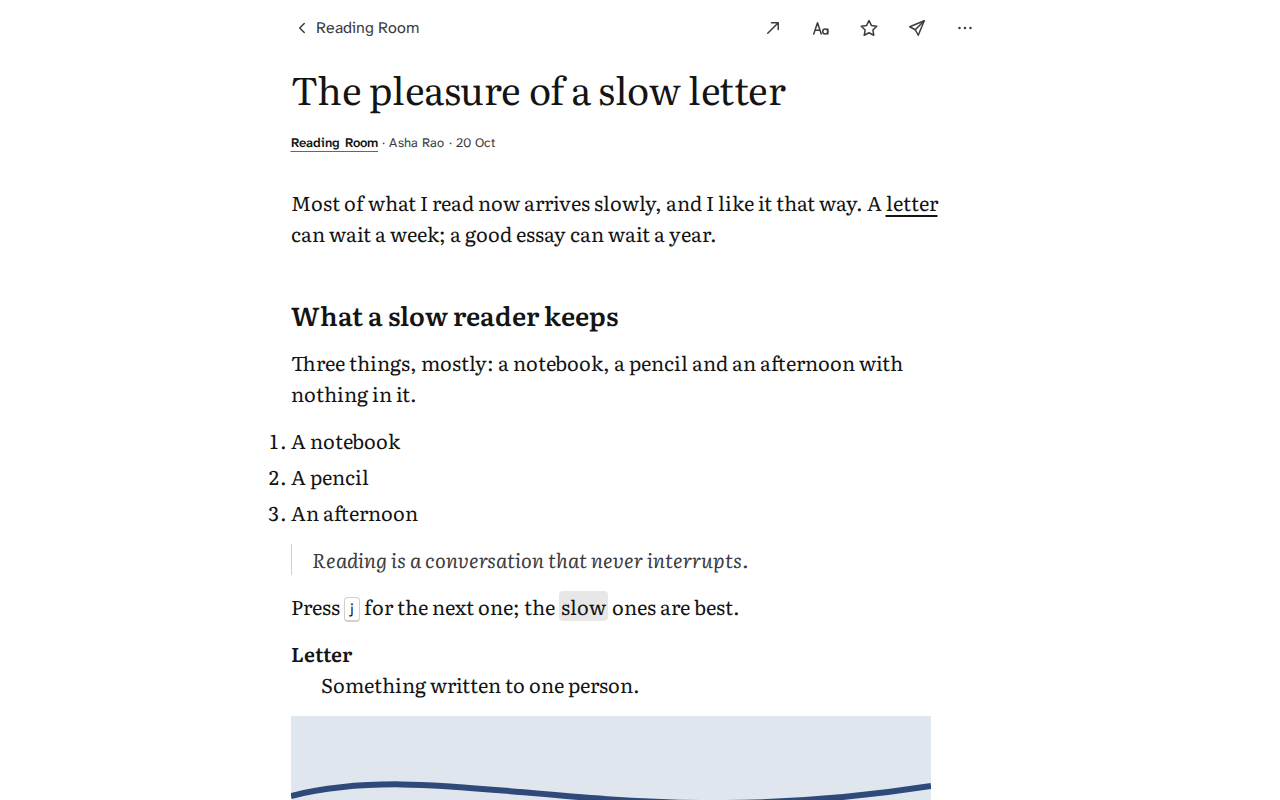 Reading Room
Aa
The pleasure of a slow letter
Reading Room · Asha Rao · 20 Oct
Most of what I read now arrives slowly, and I like it that way. A letter
can wait a week; a good essay can wait a year.
What a slow reader keeps
Three things, mostly: a notebook, a pencil and an afternoon with
nothing in it.
1. A notebook
2. A pencil
3. An afternoon
Reading is a conversation that never interrupts.
Press j for the next one; the slow ones are best.
Letter
Something written to one person.